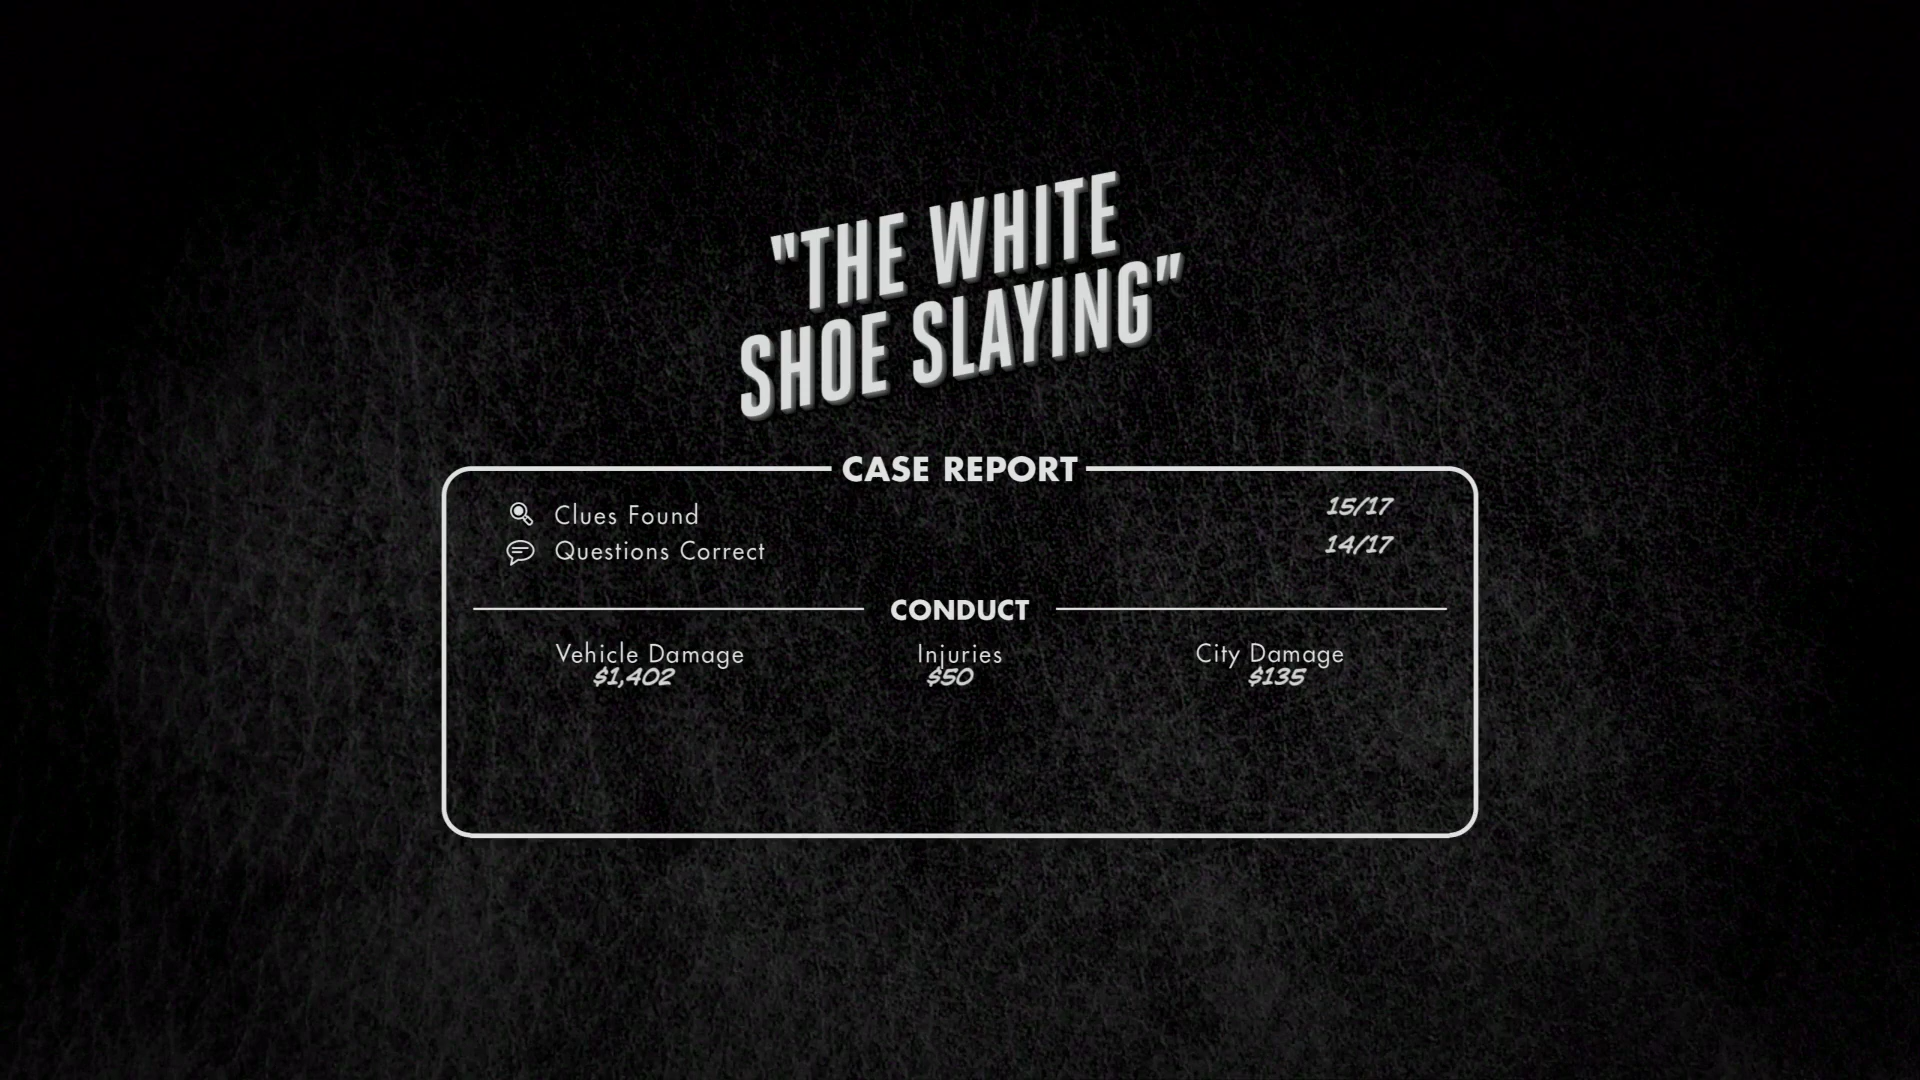 "THE WHITE
SHOE SLAYING"
CASE REPORT
Clues Found 15/17
Questions Correct 14/17
CONDUCT
Vehicle Damage Injuries City Damage
$1,402 $50 $135